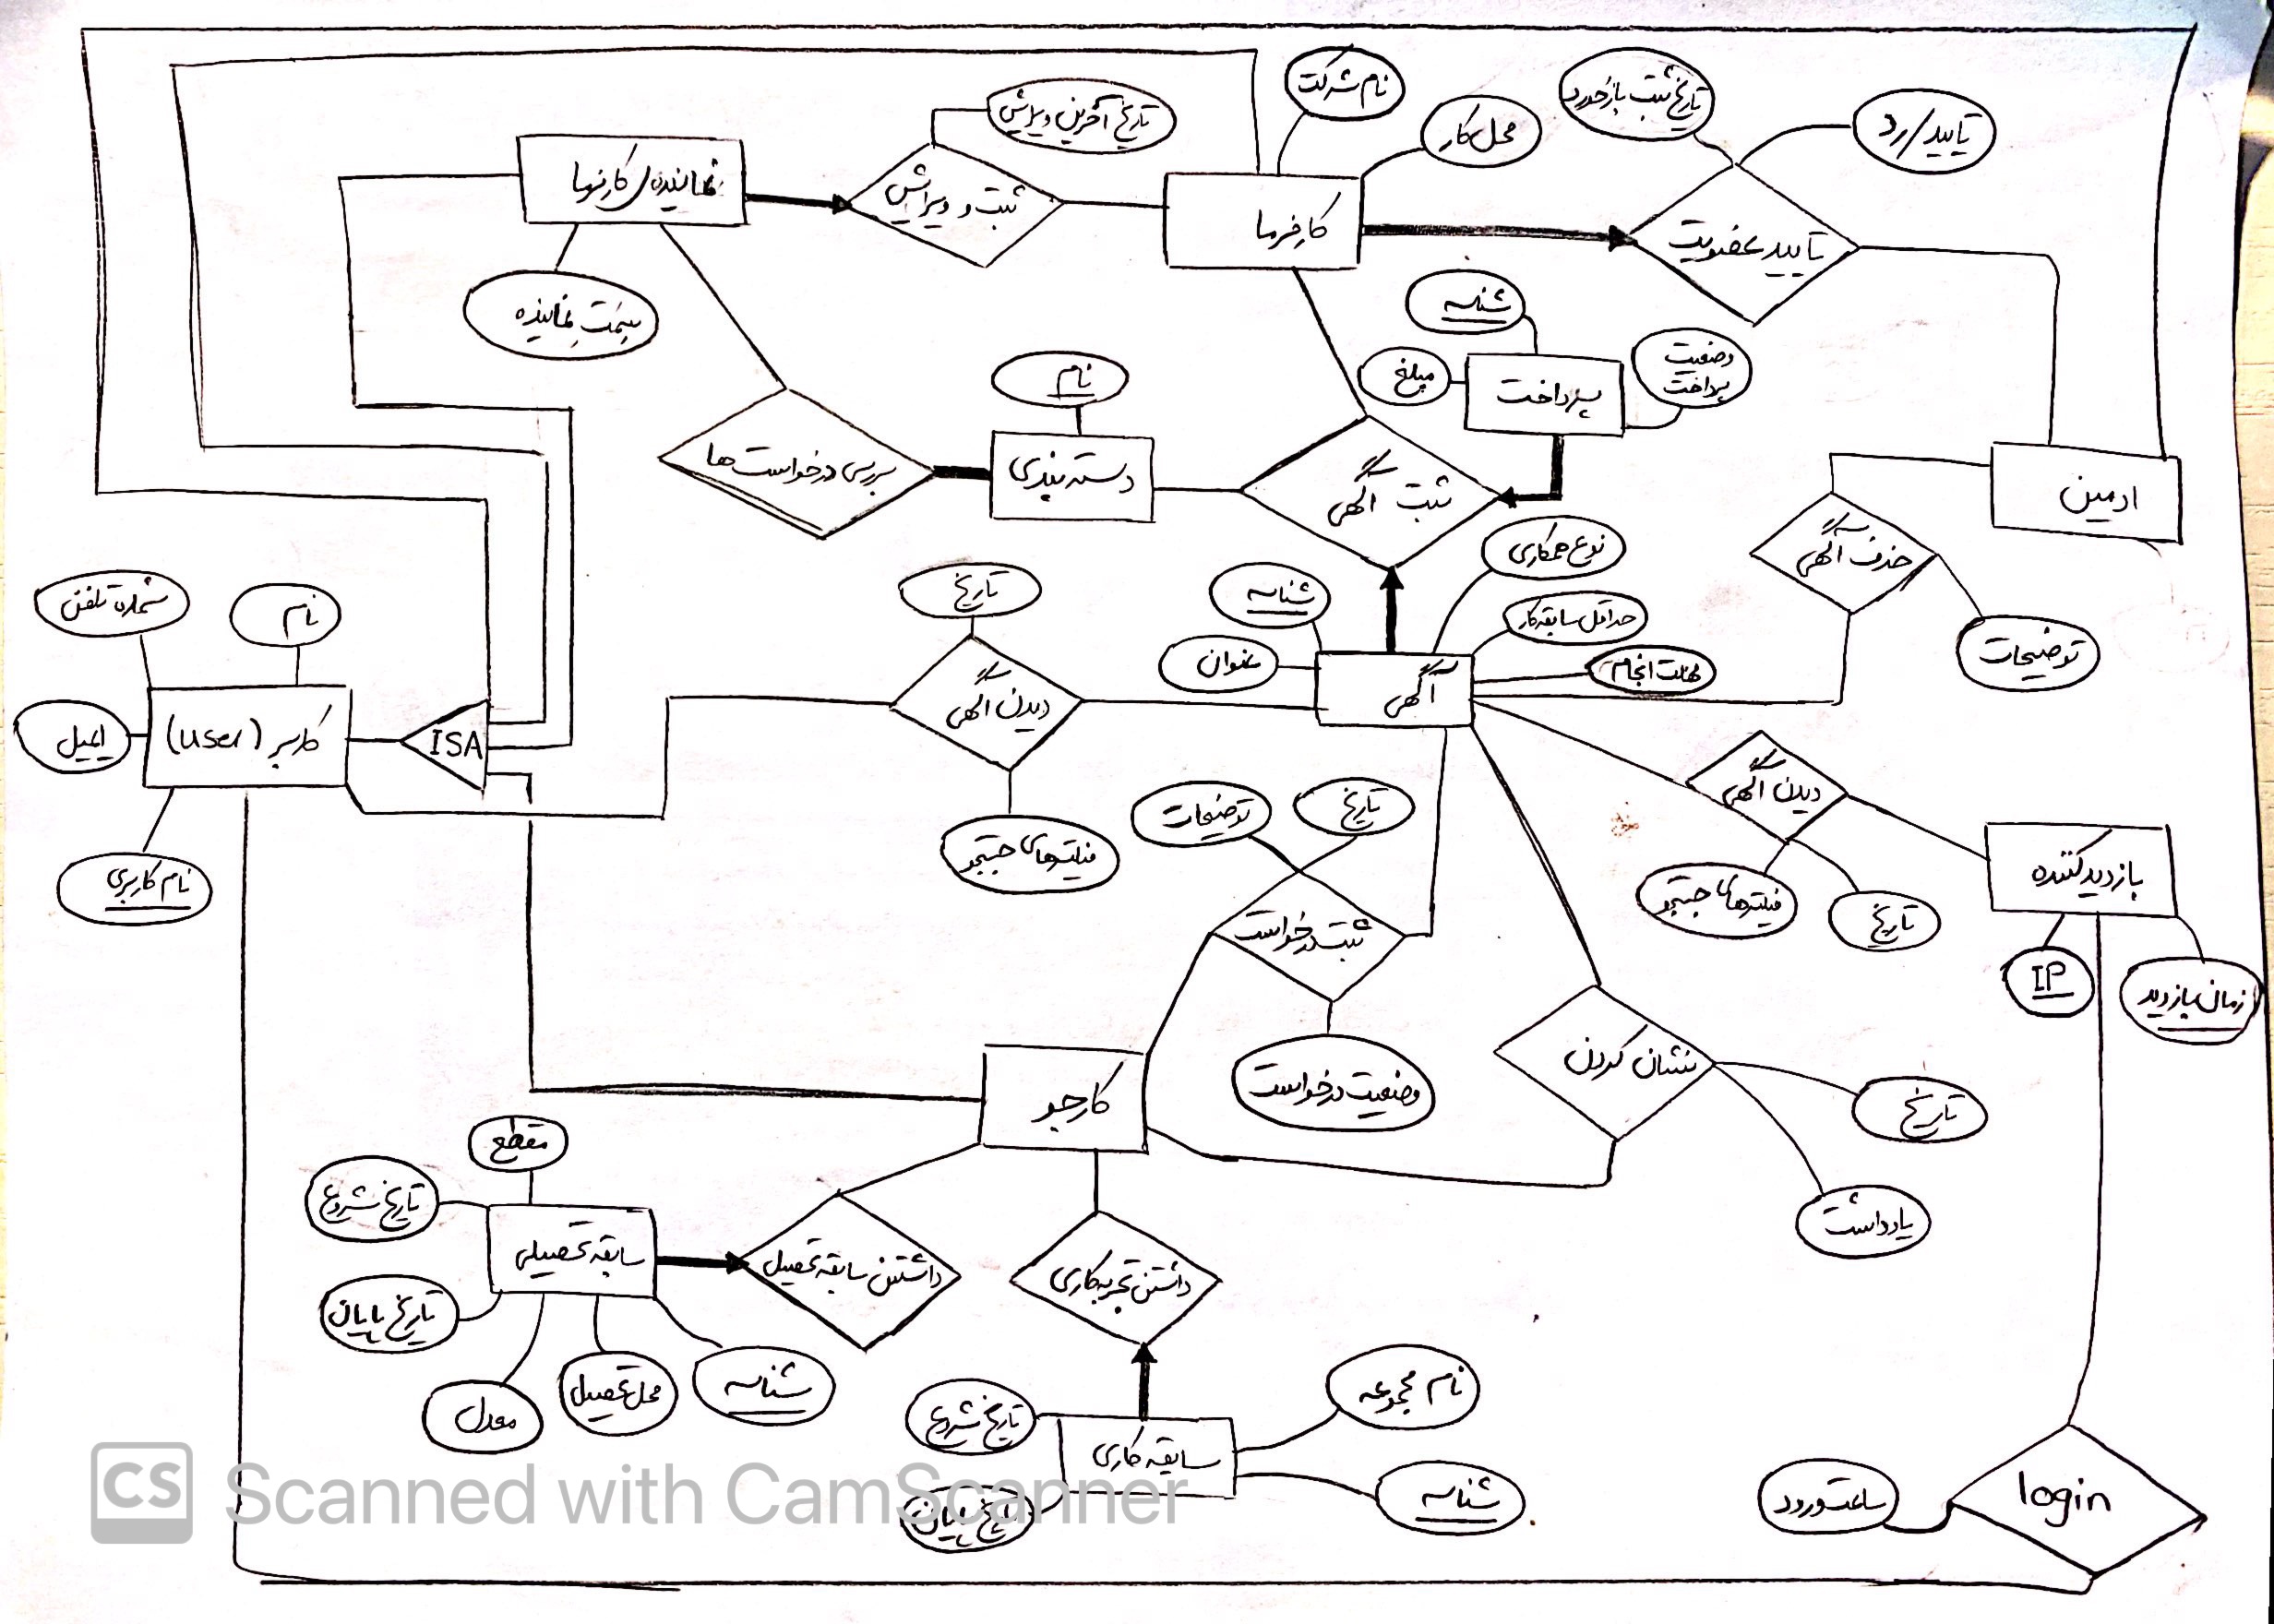 نام شرکت
محل کار
تاریخ ثبت بازخورد
تایید/رد
تاریخ آخرین ویرایش
نماینده‌ی کارفرما
ثبت و ویرایش
کارفرما
تایید عضویت
سِمَتِ نماینده
شناسه
مبلغ
پرداخت
وضعیت
پرداخت
نام
بررسی درخواست ها
دسته بندی
ثبت آگهی
ادمین
حذف آگهی
توضیحات
نوع همکاری
شناسه
حداقل سابقه کار
عنوان
مهلت انجام
آگهی
تاریخ
دیدن آگهی
فیلترهای جستجو
شماره تلفن
نام
ایمیل
کاربر (user)
ISA
نام کاربری
دیدن آگهی
فیلترهای جستجو
تاریخ
بازدیدکننده
IP
زمان بازدید
توضیحات
تاریخ
ثبت درخواست
وضعیت درخواست
نشان کردن
تاریخ
یادداشت
کارجو
مقطع
تاریخ شروع
سابقه تحصیلی
داشتن سابقه تحصیل
داشتن تجربه کاری
تاریخ پایان
معدل
محل تحصیل
شناسه
تاریخ شروع
نام مجموعه
سابقه کاری
شناسه
تاریخ پایان
ساعت ورود
login
CS Scanned with CamScanner